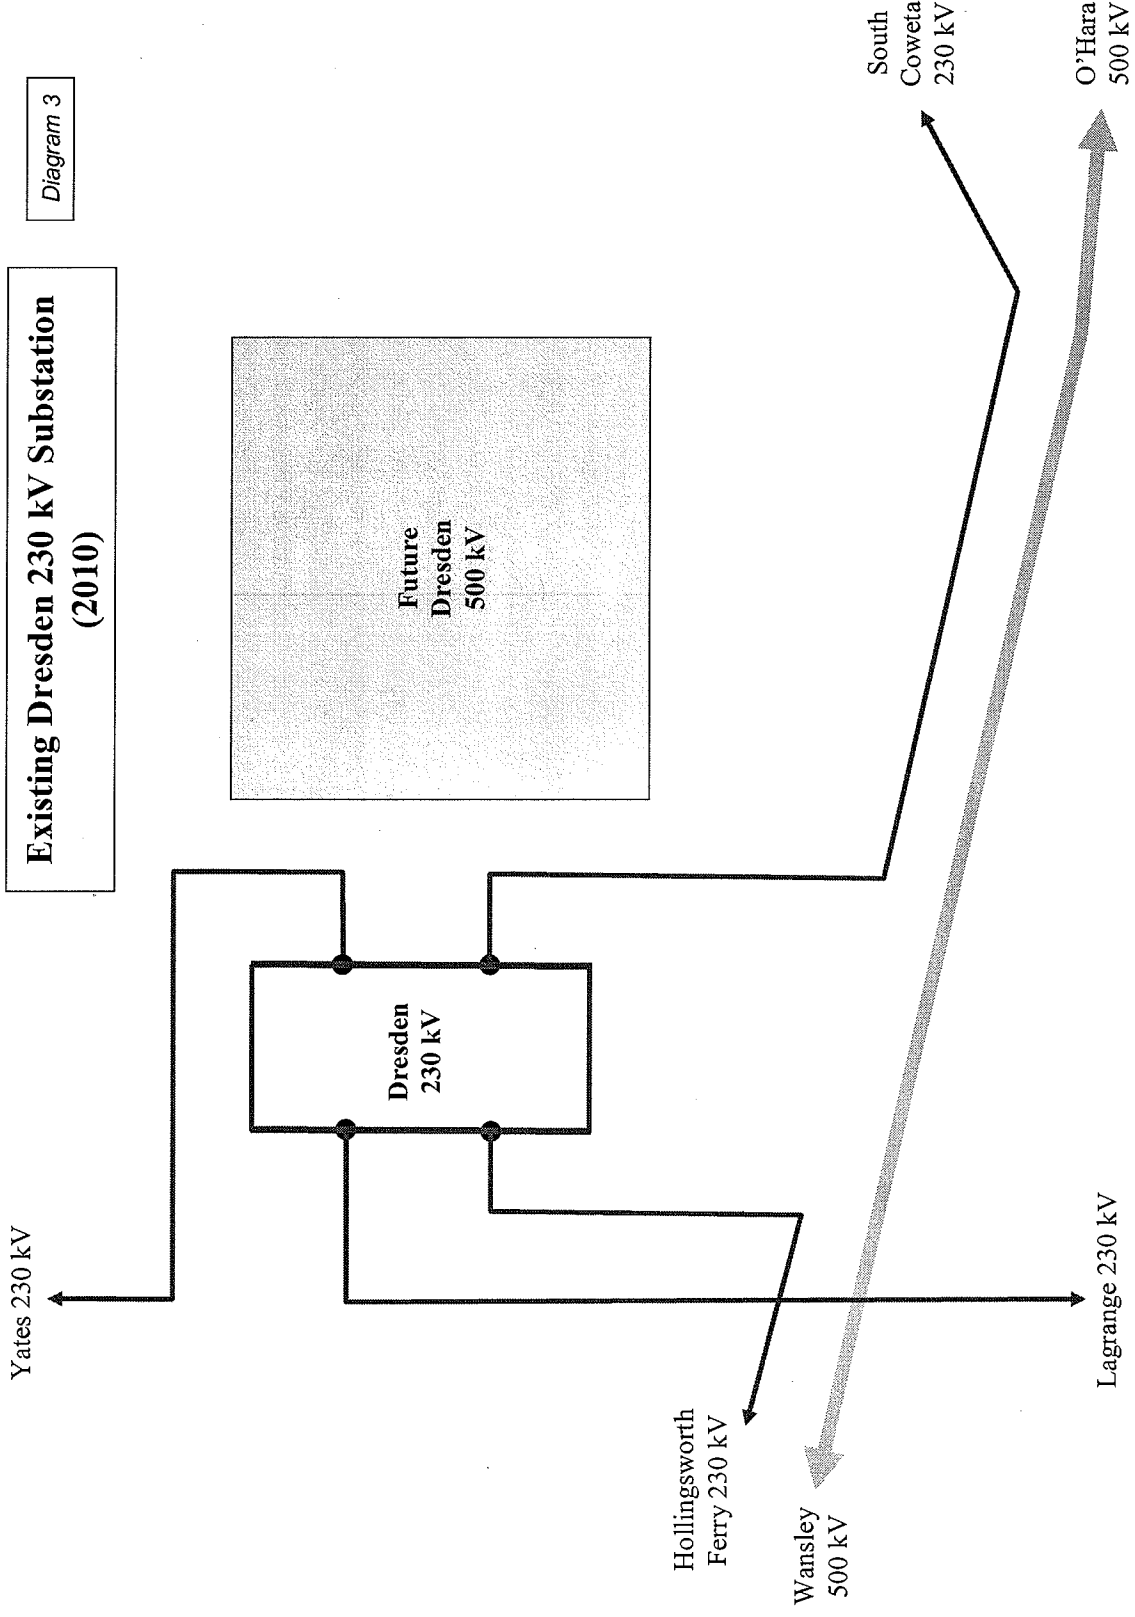 Existing Dresden 230 kV Substation
(2010)
Diagram 3
Yates 230 kV
Future
Dresden
500 kV
Dresden
230 kV
Hollingsworth
Ferry 230 kV
Wansley
500 kV
Lagrange 230 kV
South
Coweta
230 kV
O'Hara
500 kV